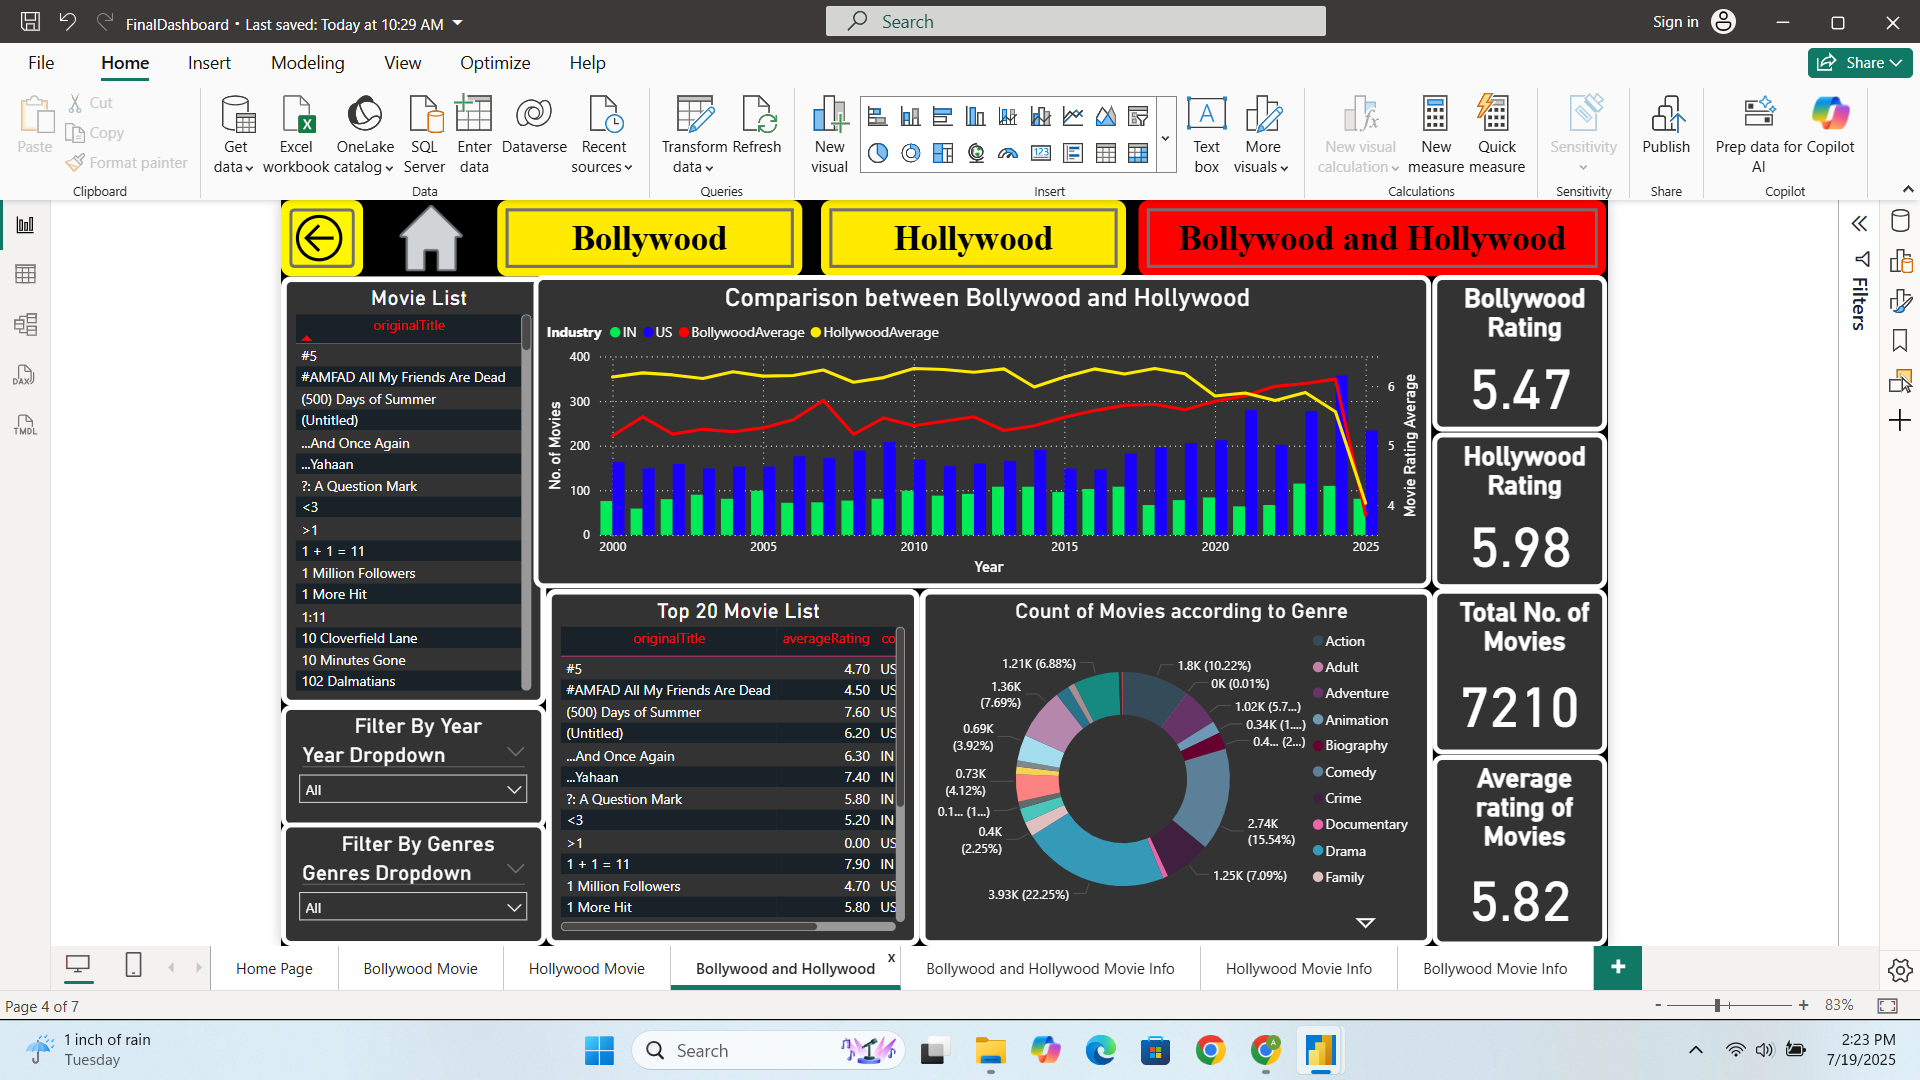 FinalDashboard • Last saved: Today at 10:29 AM
Search
Sign in
File Home Insert Modeling View Optimize Help
Share
Paste
Cut
Copy
Format painter
Clipboard
Get data
Excel workbook
OneLake catalog
SQL Server
Enter data
Dataverse
Recent sources
Data
Transform data
Refresh
Queries
New visual
Text box
More visuals
Insert
New visual calculation
New measure
Quick measure
Calculations
Sensitivity
Sensitivity
Publish
Share
Prep data for AI
Copilot
Copilot
Bollywood
Hollywood
Bollywood and Hollywood
Movie List
originalTitle
#5
#AMFAD All My Friends Are Dead
(500) Days of Summer
(Untitled)
...And Once Again
...Yahaan
?: A Question Mark
<3
>1
1 + 1 = 11
1 Million Followers
1 More Hit
1:11
10 Cloverfield Lane
10 Minutes Gone
102 Dalmatians
Filter By Year
Year Dropdown
All
Filter By Genres
Genres Dropdown
All
Comparison between Bollywood and Hollywood
Industry IN US BollywoodAverage HollywoodAverage
No. of Movies
400
300
200
100
0
2000 2005 2010 2015 2020 2025
Year
6
5
4
Movie Rating Average
Top 20 Movie List
originalTitle averageRating co
#5 4.70 US
#AMFAD All My Friends Are Dead 4.50 US
(500) Days of Summer 7.60 US
(Untitled) 6.20 US
...And Once Again 6.30 IN
...Yahaan 7.40 IN
?: A Question Mark 5.80 IN
<3 5.20 IN
>1 0.00 US
1 + 1 = 11 7.90 IN
1 Million Followers 4.70 US
1 More Hit 5.80 US
Count of Movies according to Genre
1.21K (6.88%)
1.36K (7.69%)
0.69K (3.92%)
0.73K (4.12%)
0.1... (1...)
0.4K (2.25%)
3.93K (22.25%)
1.8K (10.22%)
0K (0.01%)
1.02K (5.7...)
0.34K (1....)
0.4... (2...)
2.74K (15.54%)
1.25K (7.09%)
Action
Adult
Adventure
Animation
Biography
Comedy
Crime
Documentary
Drama
Family
Bollywood Rating
5.47
Hollywood Rating
5.98
Total No. of Movies
7210
Average rating of Movies
5.82
Filters
DAX
TMDL
Home Page
Bollywood Movie
Hollywood Movie
Bollywood and Hollywood
x
Bollywood and Hollywood Movie Info
Hollywood Movie Info
Bollywood Movie Info
+
Page 4 of 7
- + 83%
1 inch of rain
Tuesday
Search
2:23 PM
7/19/2025